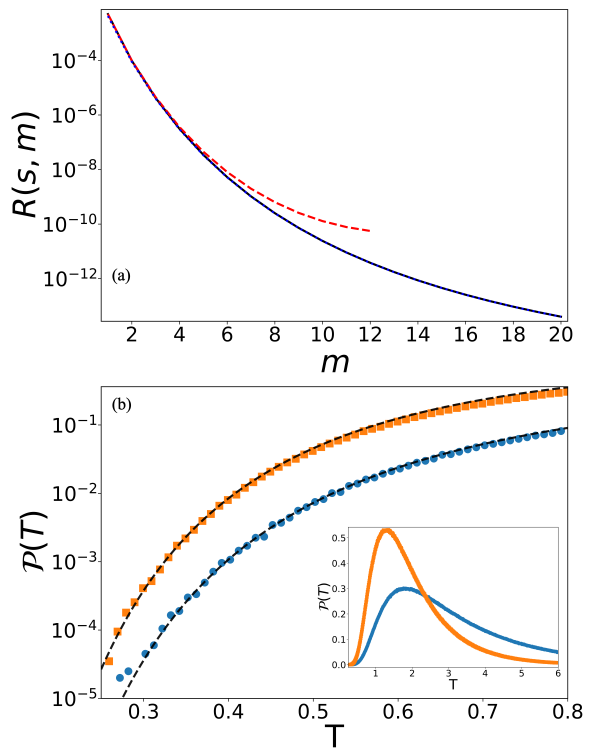 10⁻⁴
10⁻⁶
10⁻⁸
10⁻¹⁰
10⁻¹²
R(s, m)
(a)
2 4 6 8 10 12 14 16 18 20
m
(b)
10⁻¹
10⁻²
10⁻³
10⁻⁴
10⁻⁵
𝒫(T)
0.5
0.4
0.3
0.2
0.1
0.0
𝒫(T)
1 2 3 4 5 6
T
0.3 0.4 0.5 0.6 0.7 0.8
T